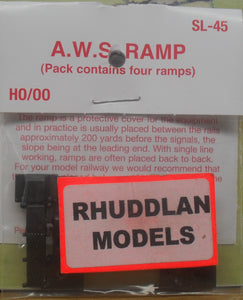 SL-45
A.W.S. RAMP
(Pack contains four ramps)
HO/OO
The ramp is a protective cover for the equipment
and in practice is usually placed between the rails
approximately 200 yards before the signals, the
slope being at the leading end. With single line
working, ramps are often placed back to back.
For your model railway we would recommend that
RHUDDLAN
MODELS